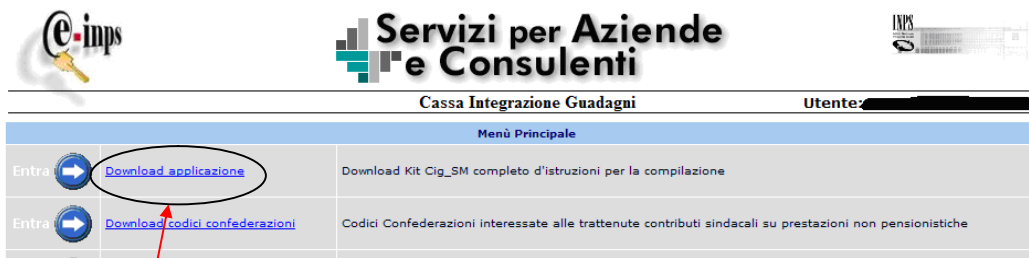 e-inps
Servizi per Aziende
e Consulenti
INPS
Cassa Integrazione Guadagni
Utente:
Menù Principale
Entra
Download applicazione
Download Kit Cig_SM completo d'istruzioni per la compilazione
Entra
Download codici confederazioni
Codici Confederazioni interessate alle trattenute contributi sindacali su prestazioni non pensionistiche